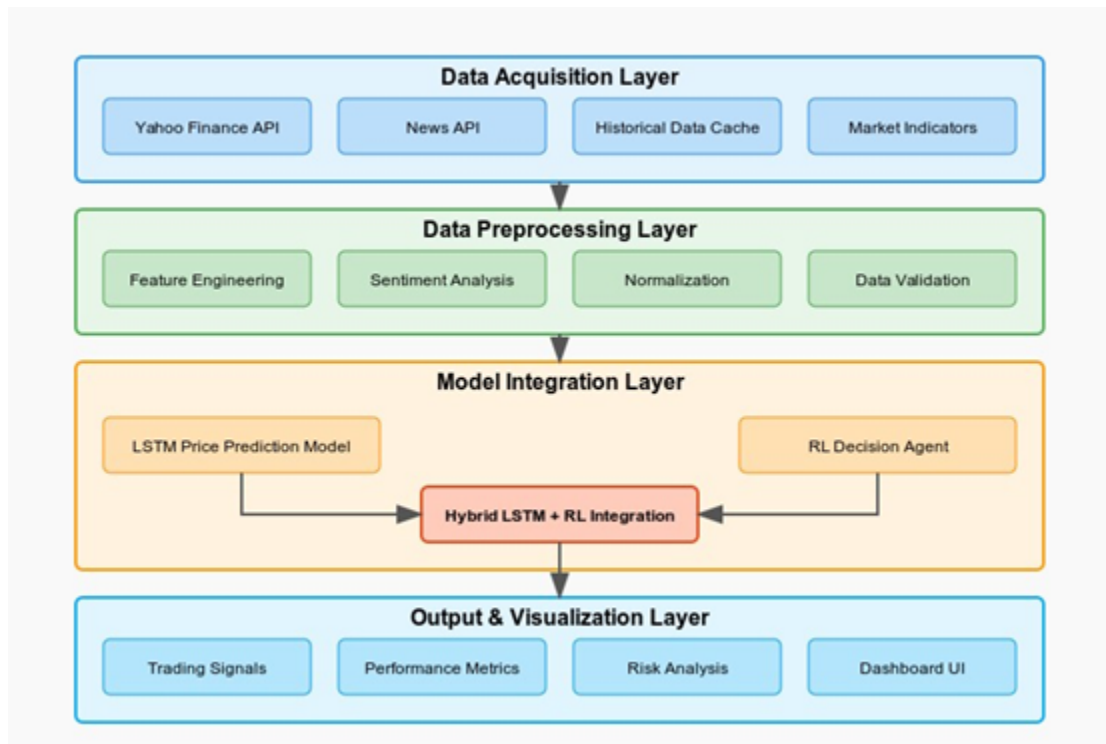 Data Acquisition Layer
Yahoo Finance API
News API
Historical Data Cache
Market Indicators
Data Preprocessing Layer
Feature Engineering
Sentiment Analysis
Normalization
Data Validation
Model Integration Layer
LSTM Price Prediction Model
RL Decision Agent
Hybrid LSTM + RL Integration
Output & Visualization Layer
Trading Signals
Performance Metrics
Risk Analysis
Dashboard UI